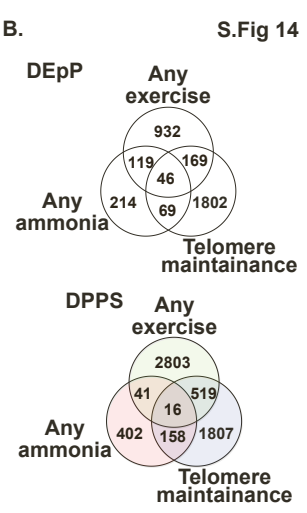 B.
S.Fig 14
DEpP
Any
exercise
932
119
169
46
214
69
1802
Any
ammonia
Telomere
maintainance
DPPS
Any
exercise
2803
41
519
16
402
158
1807
Any
ammonia
Telomere
maintainance